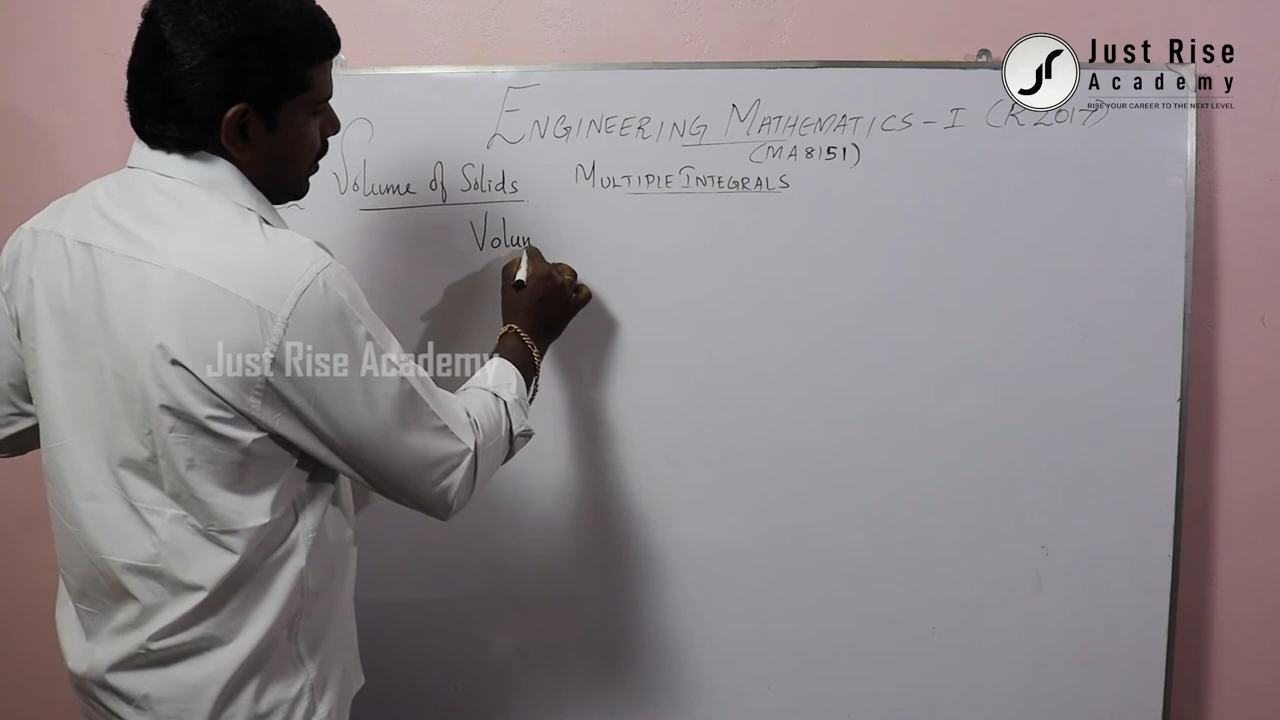 Just Rise
Academy
RISE YOUR CAREER TO THE NEXT LEVEL
ENGINEERING MATHEMATICS - I (R2017)
(MA8151)
Volume of Solids
MULTIPLE INTEGRALS
Volum
Just Rise Academy